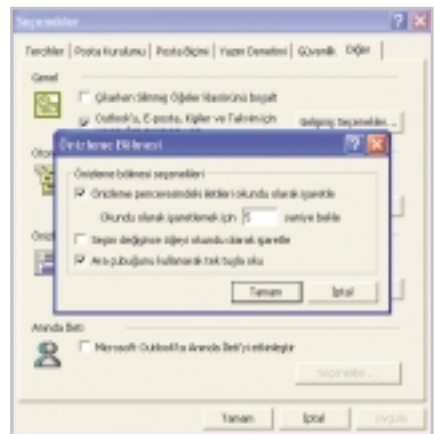 Seçenekler
Tercihler
Posta Kurulumu
Posta Biçimi
Yazım Denetimi
Güvenlik
Diğer
Genel
Çıkarken Silinmiş Öğeler klasörünü boşalt
Outlook'u, E-posta, Kişiler ve Takvim için
Gelişmiş Seçenekler...
Önizleme Bölmesi
Önizleme bölmesi seçenekleri
Önizleme penceresindeki iletileri okundu olarak işaretle
Okundu olarak işaretlemek için 5 saniye bekle
Seçim değişince öğeyi okundu olarak işaretle
Ara çubuğunu kullanarak tek tuşla oku
Tamam
İptal
Anında İleti
Microsoft Outlook'ta Anında İleti'yi etkinleştir
Seçenekler...
Tamam
İptal
Uygula